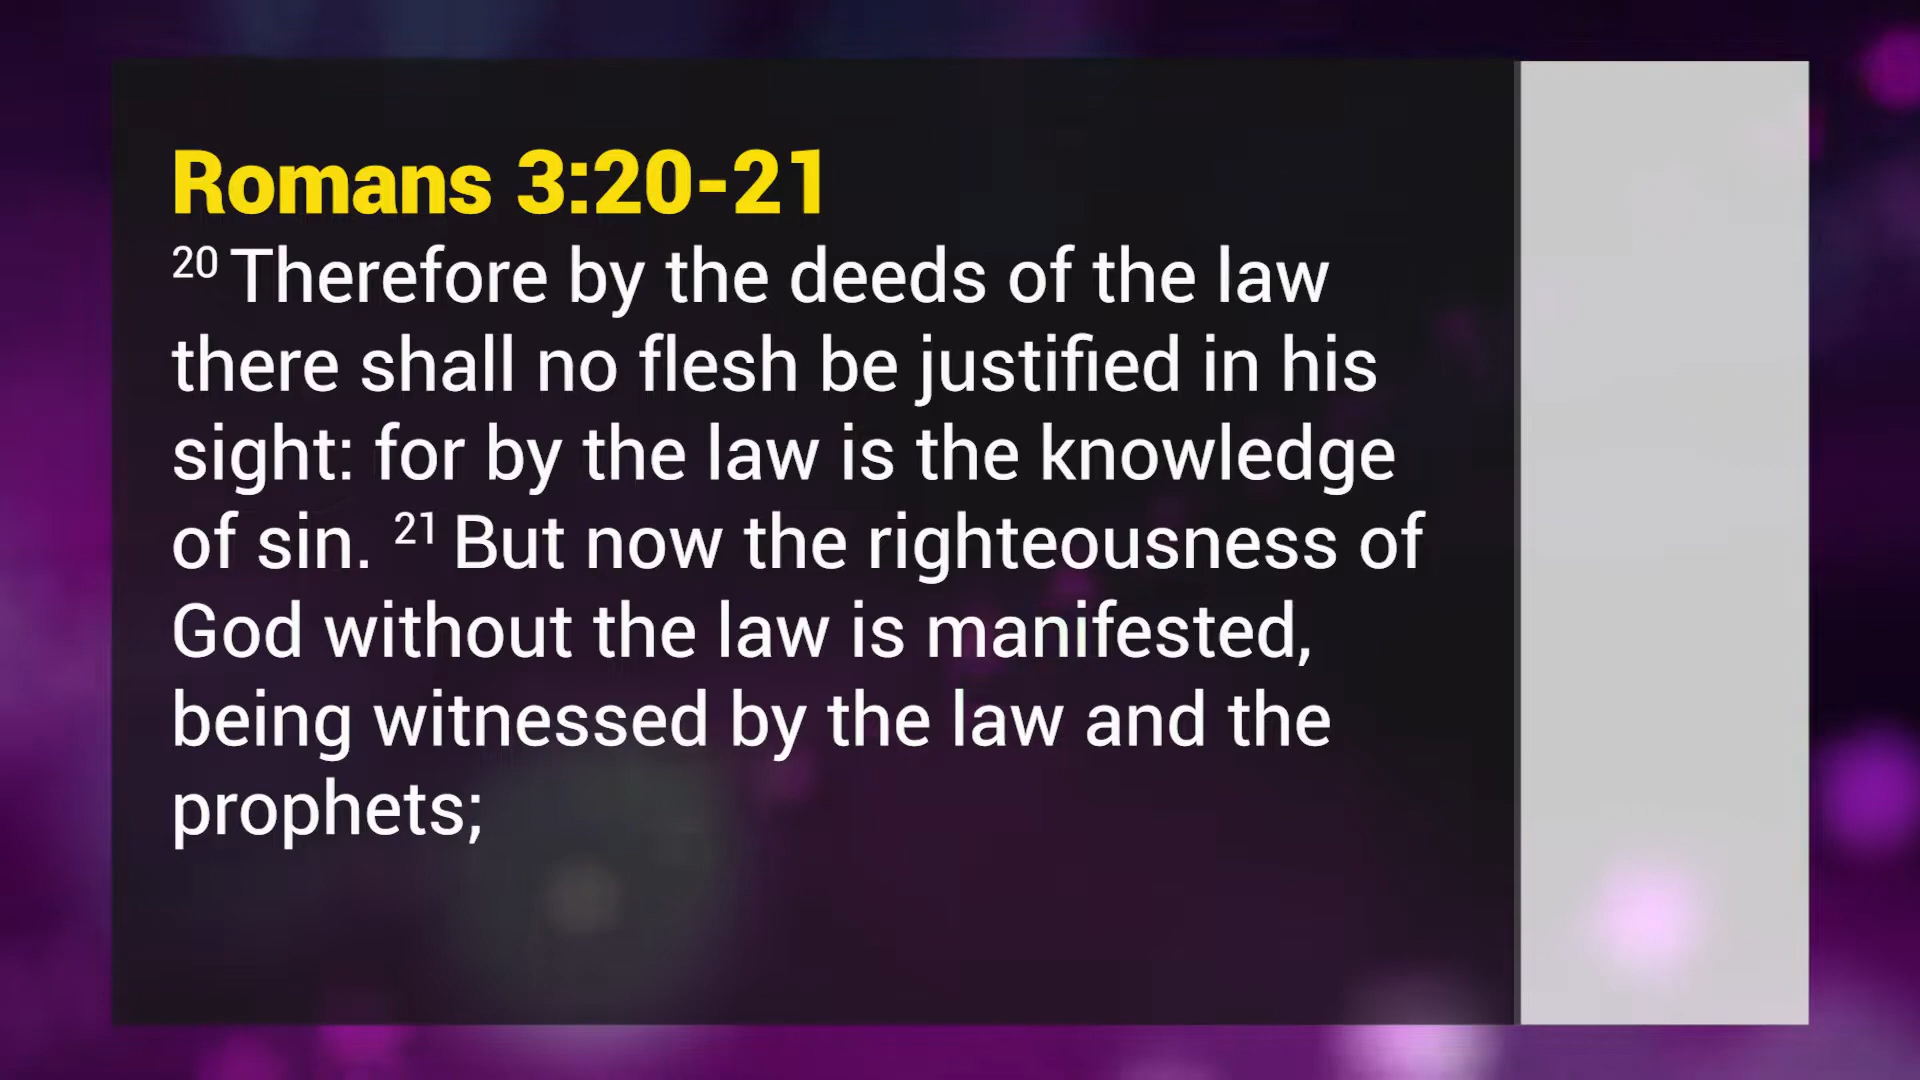 Romans 3:20-21
20 Therefore by the deeds of the law
there shall no flesh be justified in his
sight: for by the law is the knowledge
of sin. 21 But now the righteousness of
God without the law is manifested,
being witnessed by the law and the
prophets;